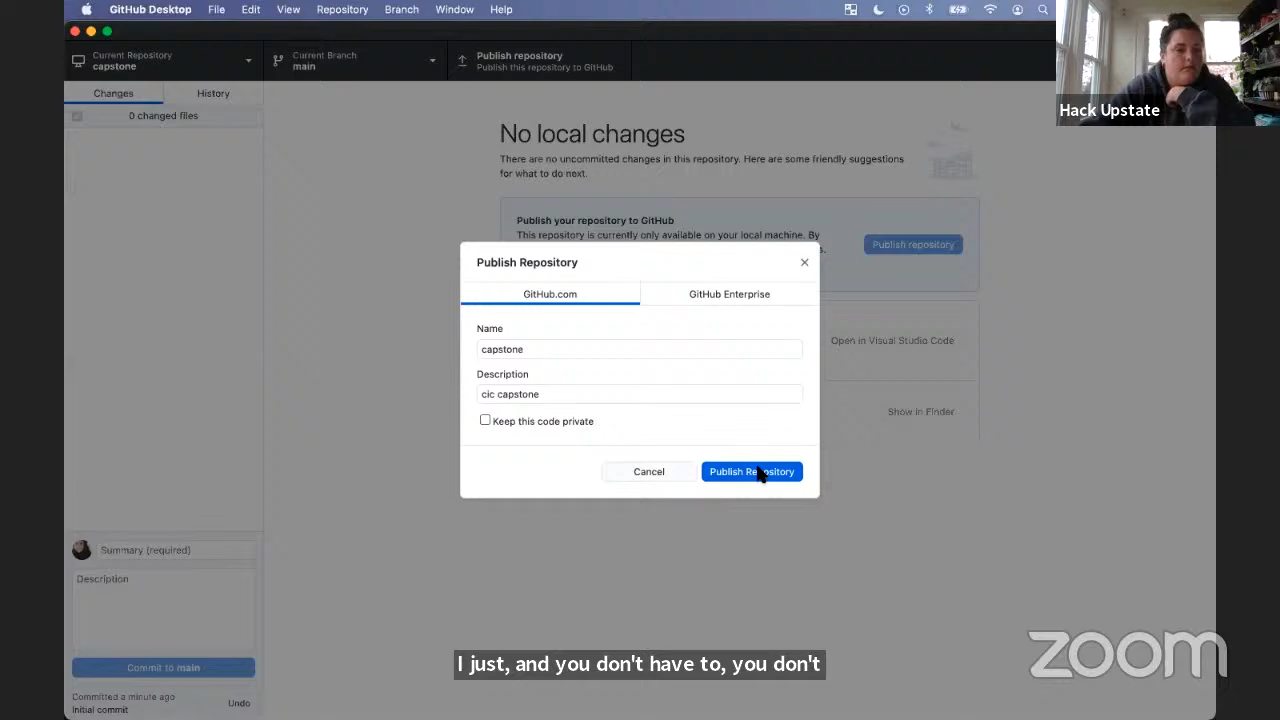 GitHub Desktop File Edit View Repository Branch Window Help
Current Repository
capstone
Current Branch
main
Publish repository
Publish this repository to GitHub
Hack Upstate
Changes History
0 changed files
No local changes
There are no uncommitted changes in this repository. Here are some friendly suggestions
for what to do next.
Publish your repository to GitHub
This repository is currently only available on your local machine. By
Publish repository
Open in Visual Studio Code
Show in Finder
Publish Repository
GitHub.com GitHub Enterprise
Name
capstone
Description
cic capstone
Keep this code private
Cancel Publish Repository
Summary (required)
Description
Commit to main
Committed a minute ago
Initial commit
Undo
I just, and you don't have to, you don't
zoom